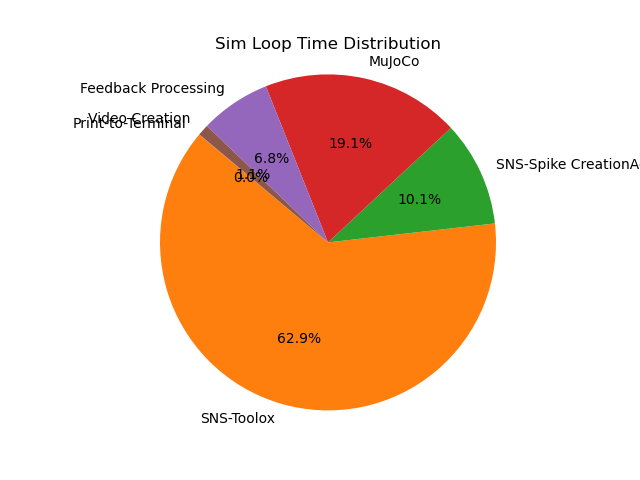 Sim Loop Time Distribution
MuJoCo
Feedback Processing
Video Creation
Print-to-Terminal
19.1%
6.8%
1.1%
0.0%
SNS-Spike CreationA
10.1%
62.9%
SNS-Toolox